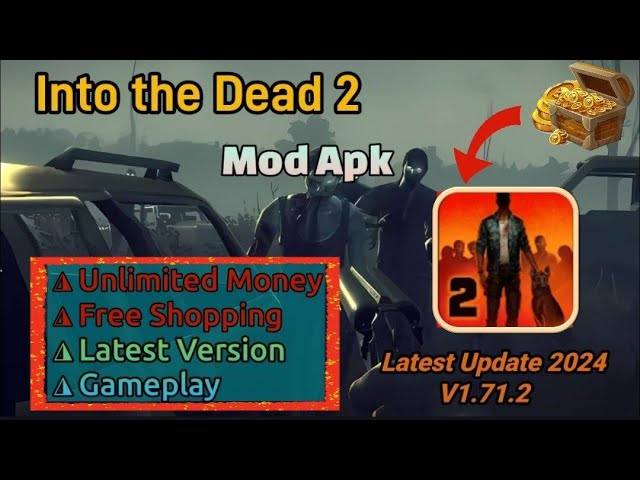 Into the Dead 2
Mod Apk
Unlimited Money
Free Shopping
Latest Version
Gameplay
2
Latest Update 2024
V1.71.2